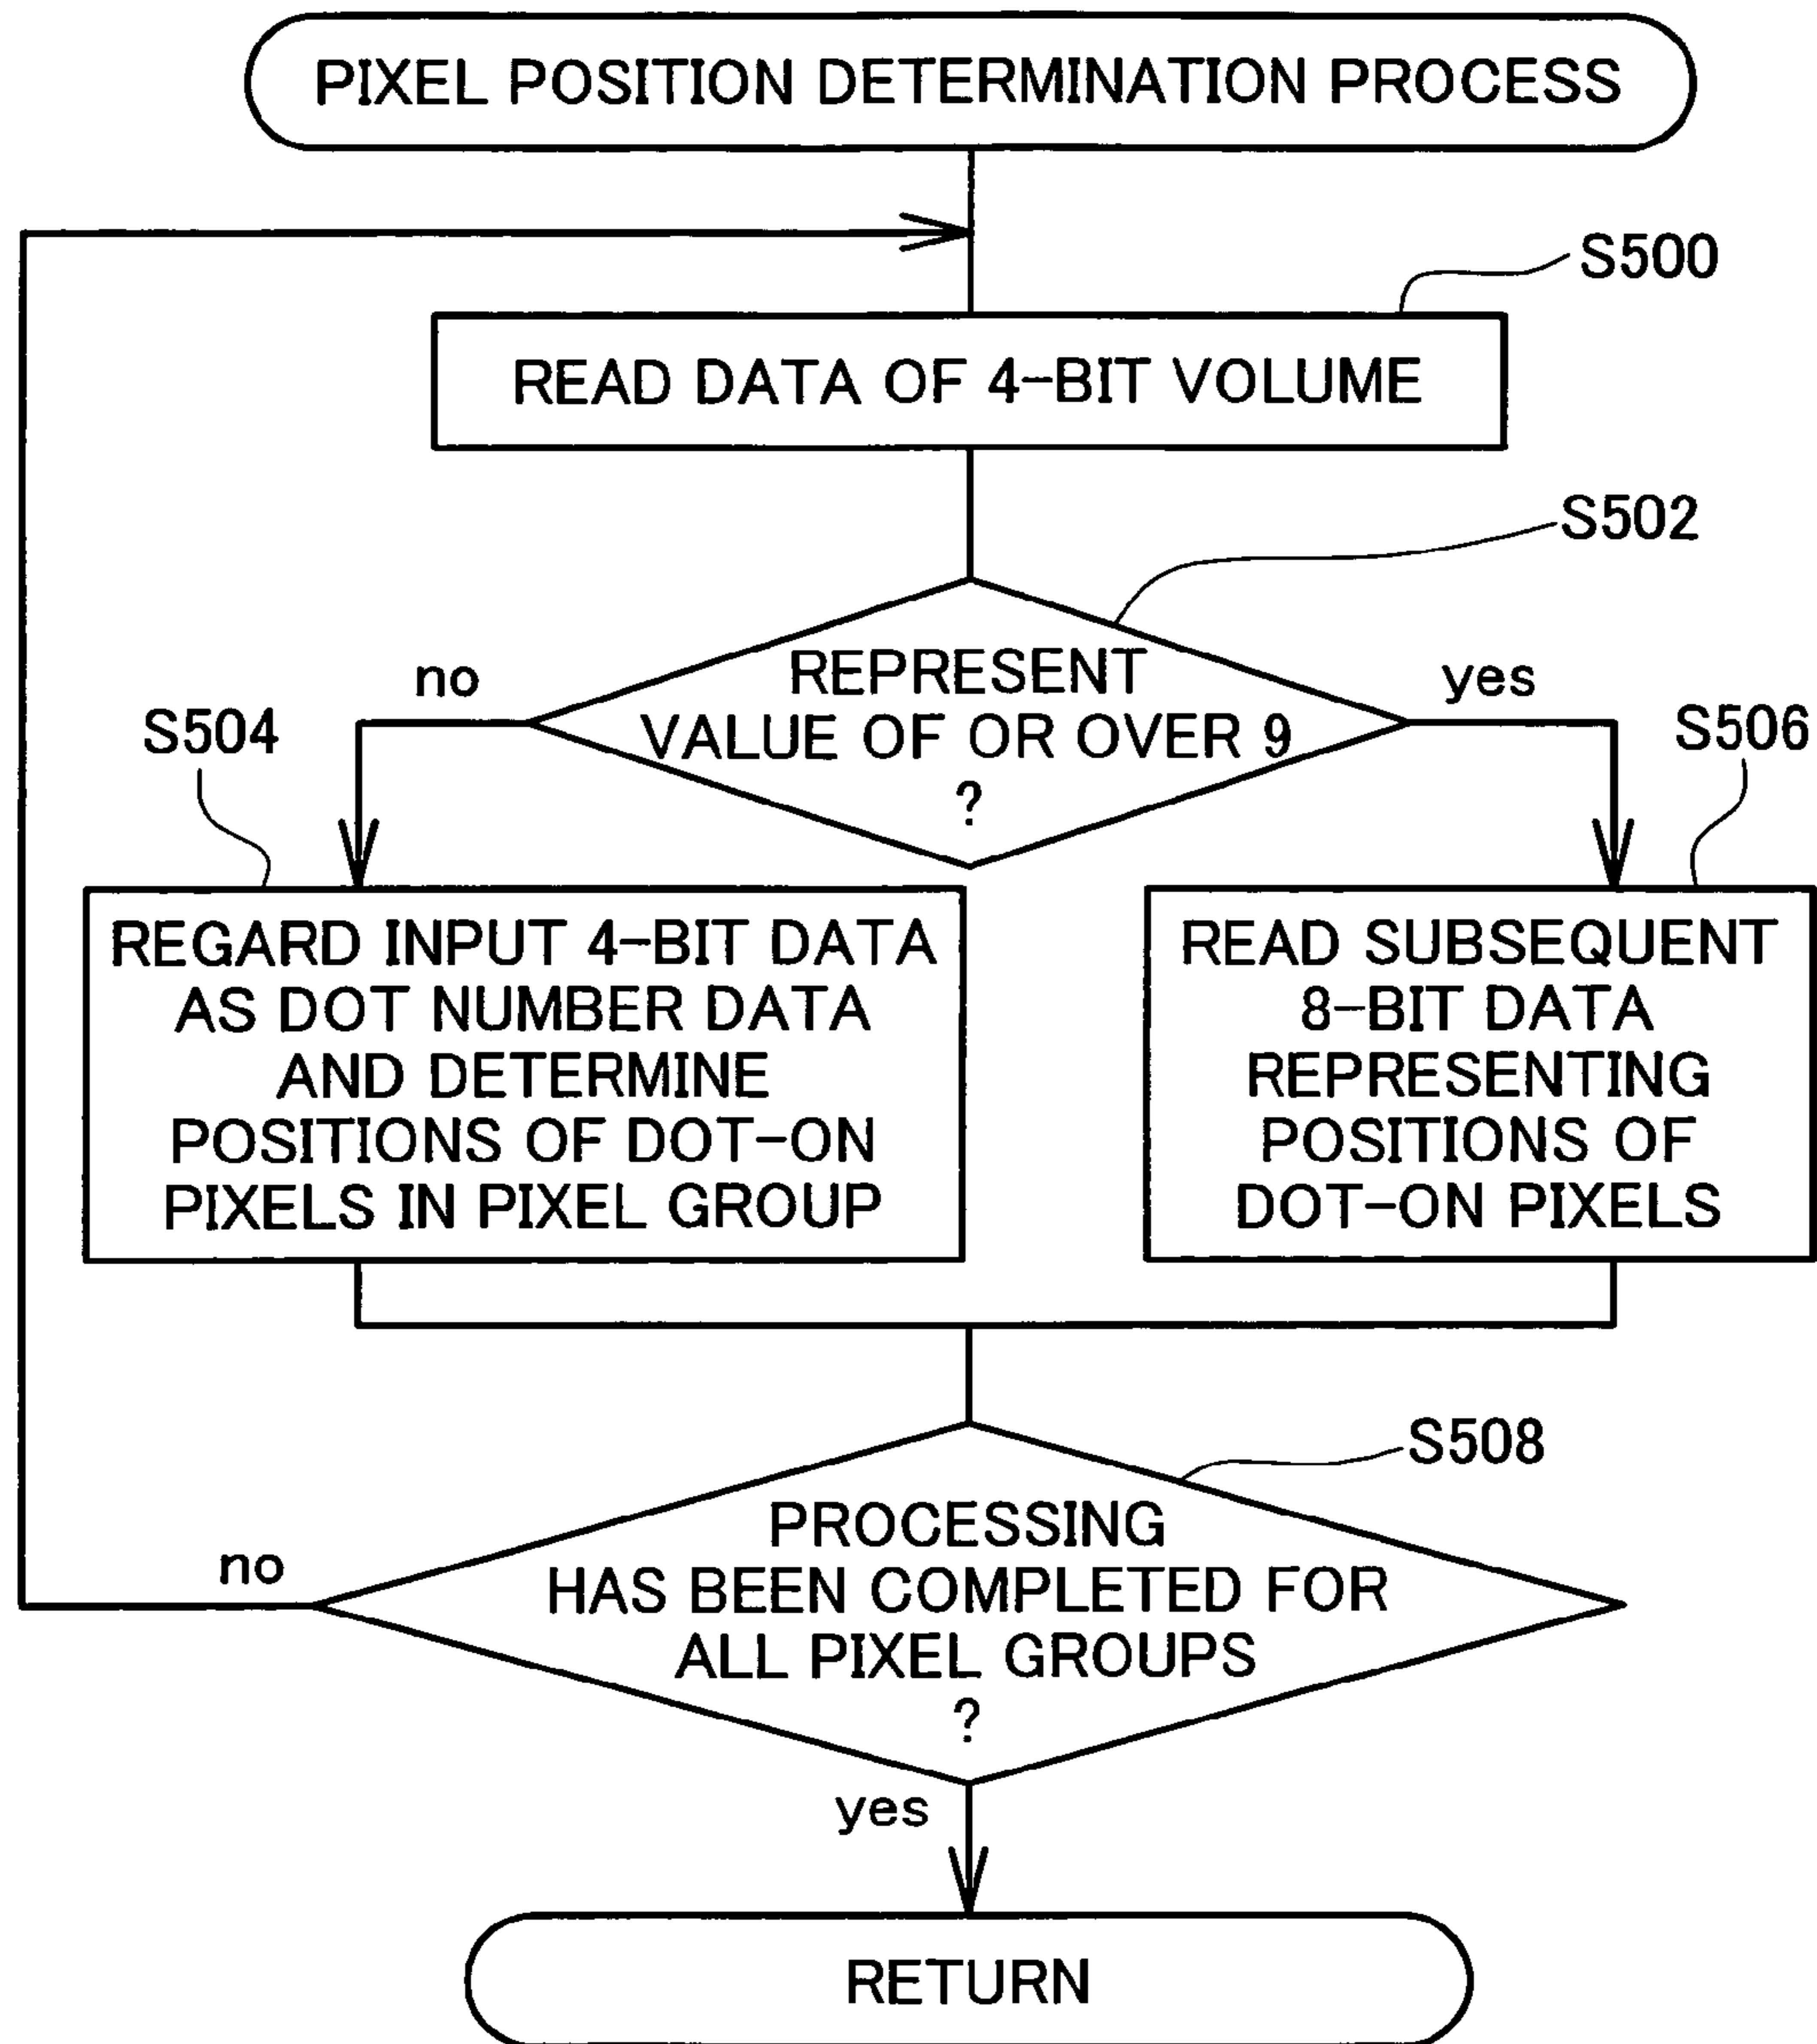 PIXEL POSITION DETERMINATION PROCESS
S500
READ DATA OF 4-BIT VOLUME
S502
REPRESENT
VALUE OF OR OVER 9
?
no
yes
S504
S506
REGARD INPUT 4-BIT DATA
AS DOT NUMBER DATA
AND DETERMINE
POSITIONS OF DOT-ON
PIXELS IN PIXEL GROUP
READ SUBSEQUENT
8-BIT DATA
REPRESENTING
POSITIONS OF
DOT-ON PIXELS
S508
PROCESSING
HAS BEEN COMPLETED FOR
ALL PIXEL GROUPS
?
no
yes
RETURN